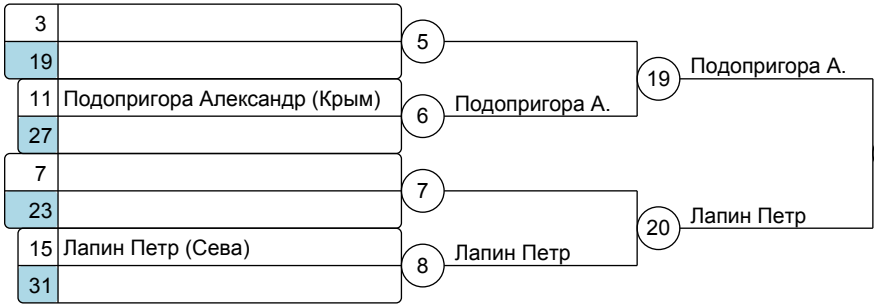 3
5
19
19
Подопригора А.
11 Подопригора Александр (Крым)
6
Подопригора А.
27
7
7
23
20
Лапин Петр
15 Лапин Петр (Сева)
8
Лапин Петр
31